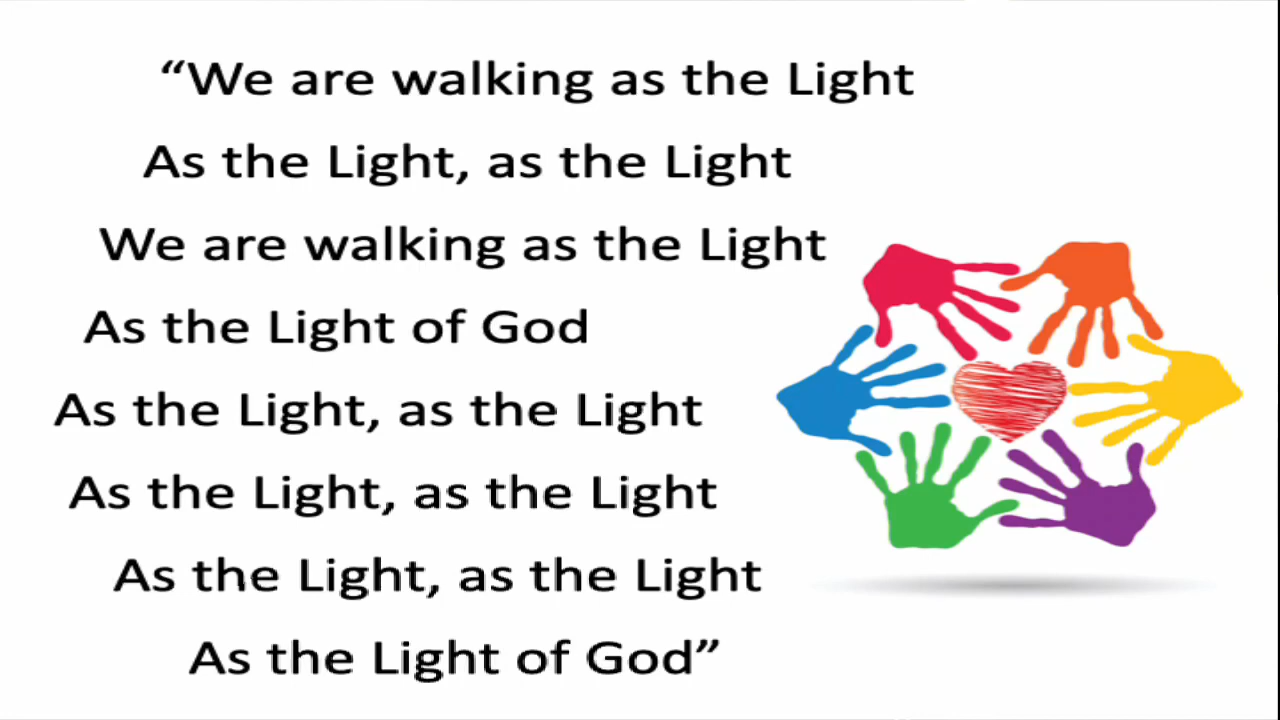 “We are walking as the Light
As the Light, as the Light
We are walking as the Light
As the Light of God
As the Light, as the Light
As the Light, as the Light
As the Light, as the Light
As the Light of God”